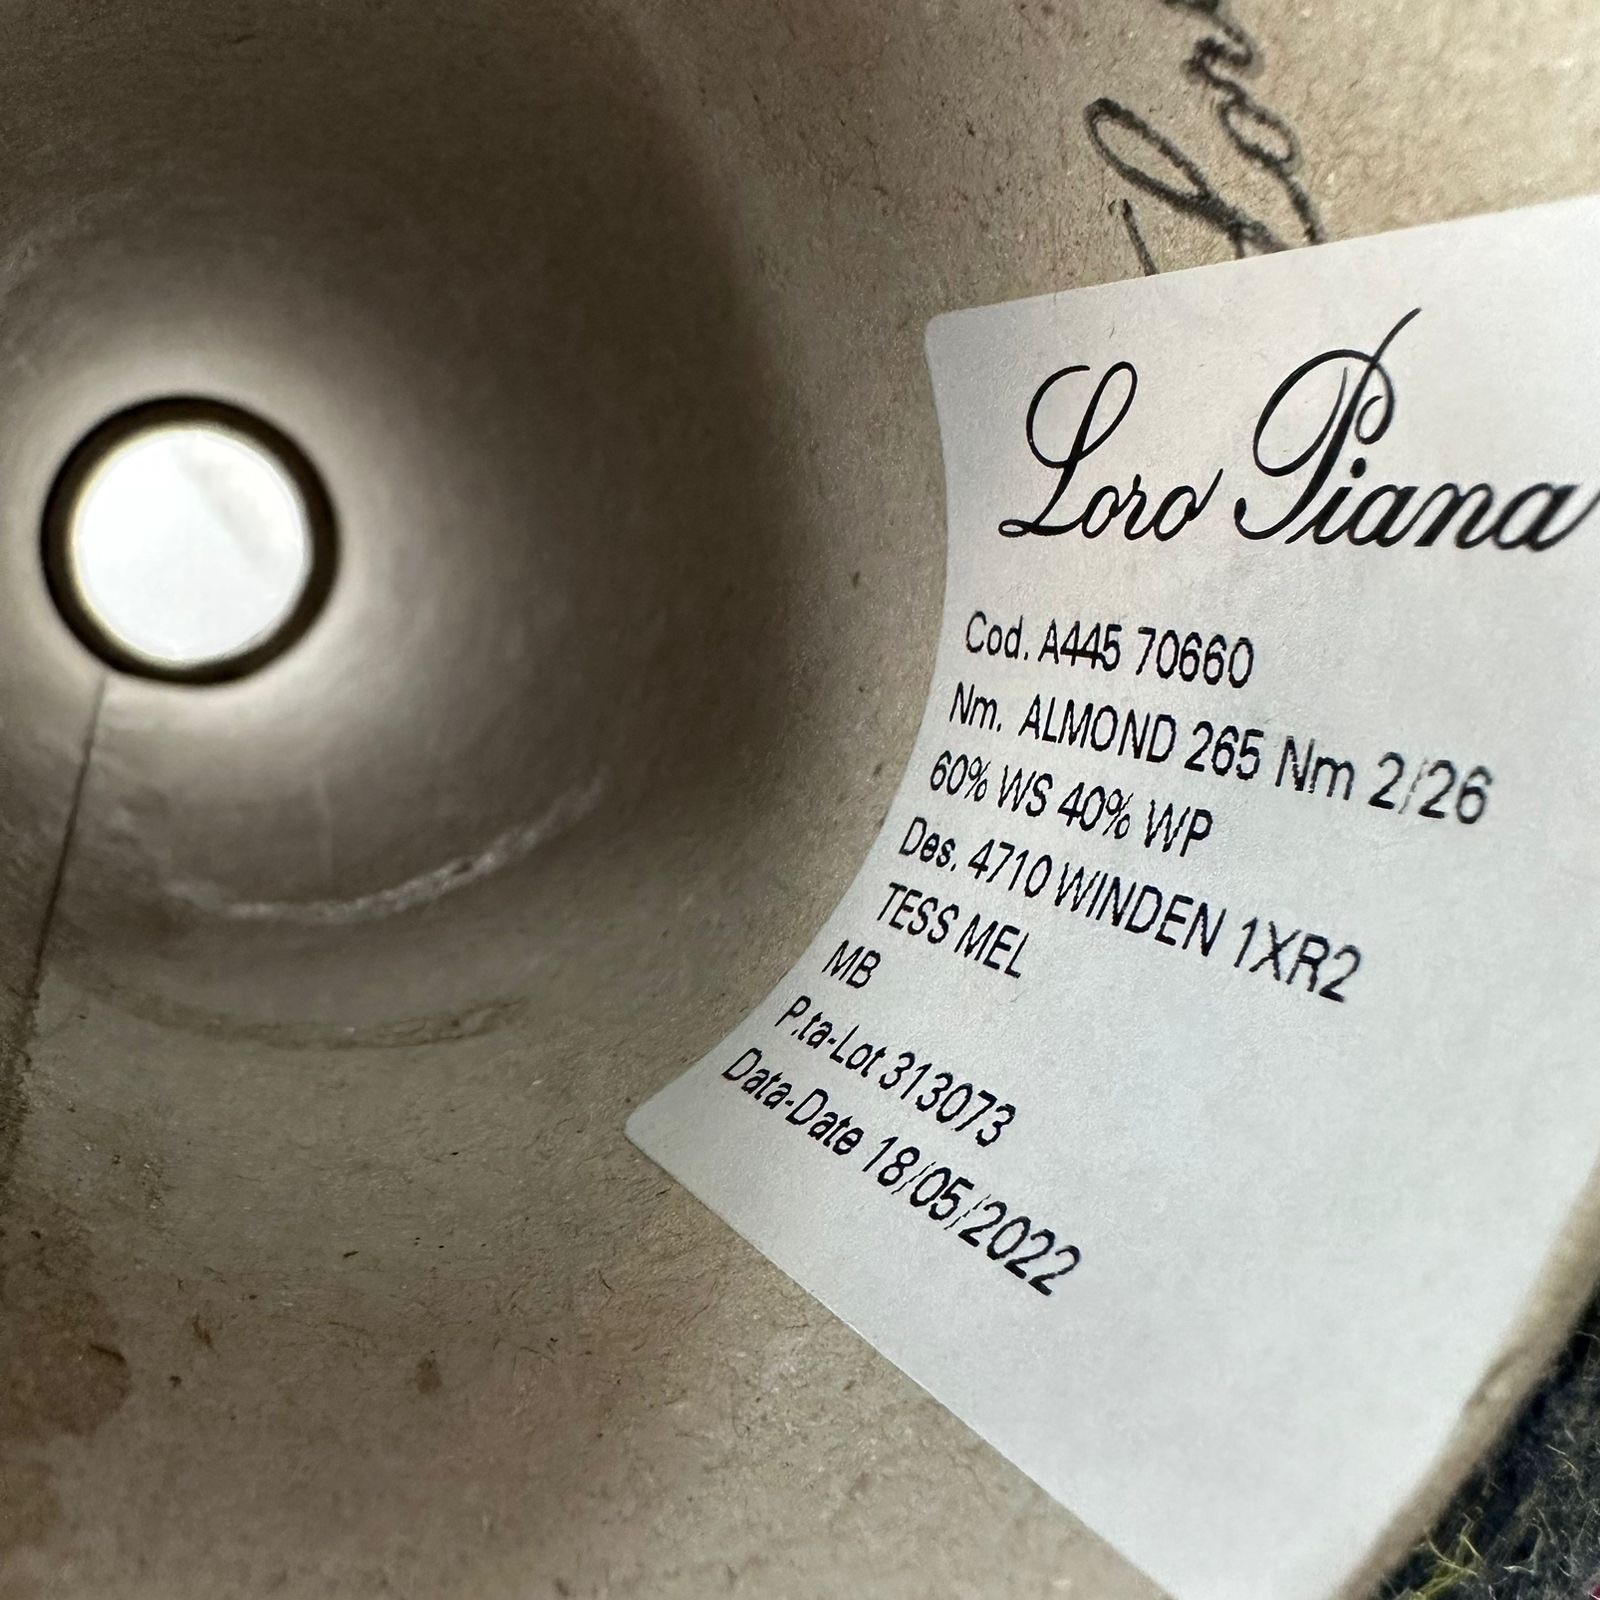 Loro
Loro Piana
Cod. A445 70660
Nm. ALMOND 265 Nm 2/26
60% WS 40% WP
Des. 4710 WINDEN 1XR2
TESS MEL
MB
P.ta-Lot 313073
Data-Date 18/05/2022